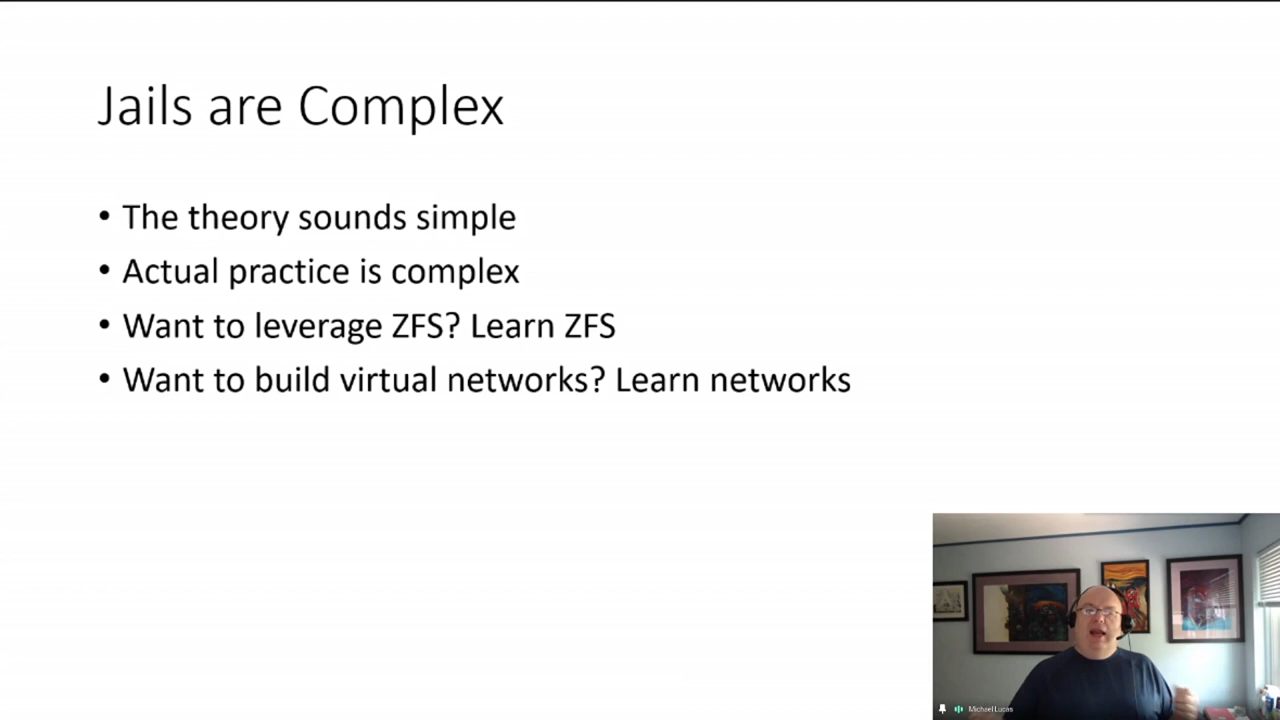 Jails are Complex
• The theory sounds simple
• Actual practice is complex
• Want to leverage ZFS? Learn ZFS
• Want to build virtual networks? Learn networks
Michael Lucas